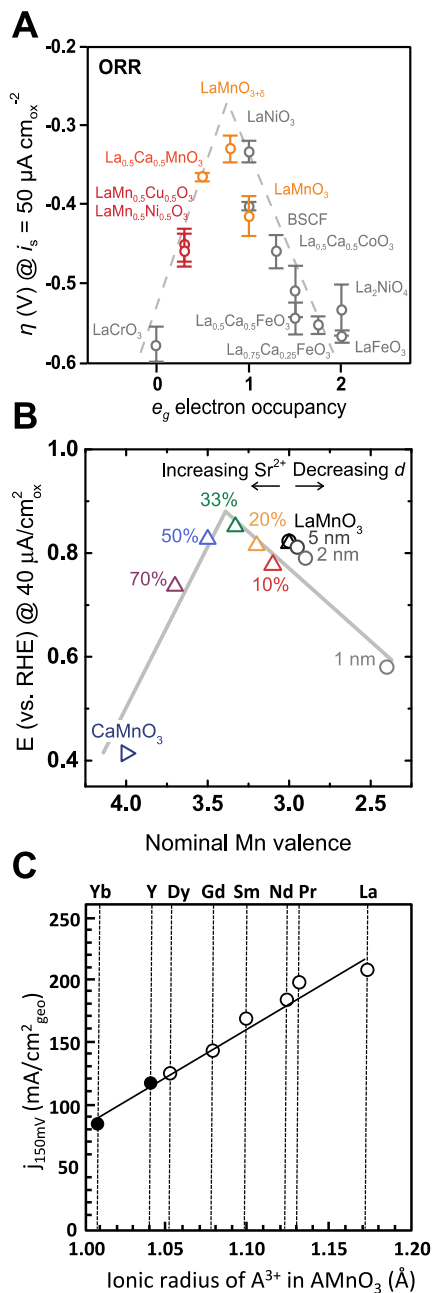 A
ORR
-0.2
-0.3
-0.4
-0.5
-0.6
η (V) @ iₛ = 50 μA cm_ox⁻²
LaMnO₃₊δ
LaNiO₃
La₀.₅Ca₀.₅MnO₃
LaMn₀.₅Cu₀.₅O₃
LaMnO₃
LaMn₀.₅Ni₀.₅O₃
BSCF
La₀.₅Ca₀.₅CoO₃
La₂NiO₄
La₀.₅Ca₀.₅FeO₃
LaCrO₃
La₀.₇₅Ca₀.₂₅FeO₃
LaFeO₃
0 1 2
e_g electron occupancy
B
1.0
0.8
0.6
0.4
E (vs. RHE) @ 40 μA/cm²_ox
Increasing Sr²⁺ Decreasing d
33%
20%
LaMnO₃
50%
5 nm
2 nm
10%
70%
1 nm
CaMnO₃
4.0 3.5 3.0 2.5
Nominal Mn valence
C
Yb Y Dy Gd Sm Nd Pr La
250
200
150
100
50
0
j₁₅₀ₘᵥ (mA/cm²_geo)
1.00 1.05 1.10 1.15 1.20
Ionic radius of A³⁺ in AMnO₃ (Å)